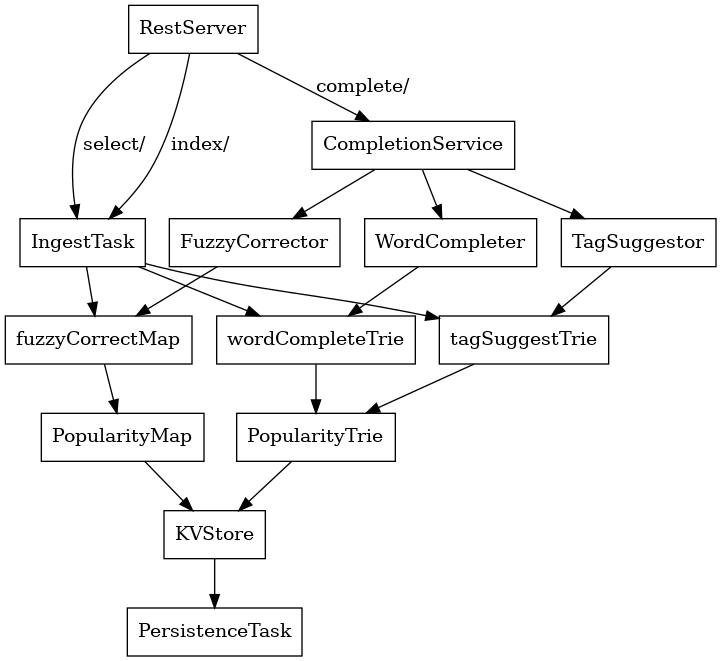 RestServer
complete/
select/
index/
CompletionService
IngestTask
FuzzyCorrector
WordCompleter
TagSuggestor
fuzzyCorrectMap
wordCompleteTrie
tagSuggestTrie
PopularityMap
PopularityTrie
KVStore
PersistenceTask